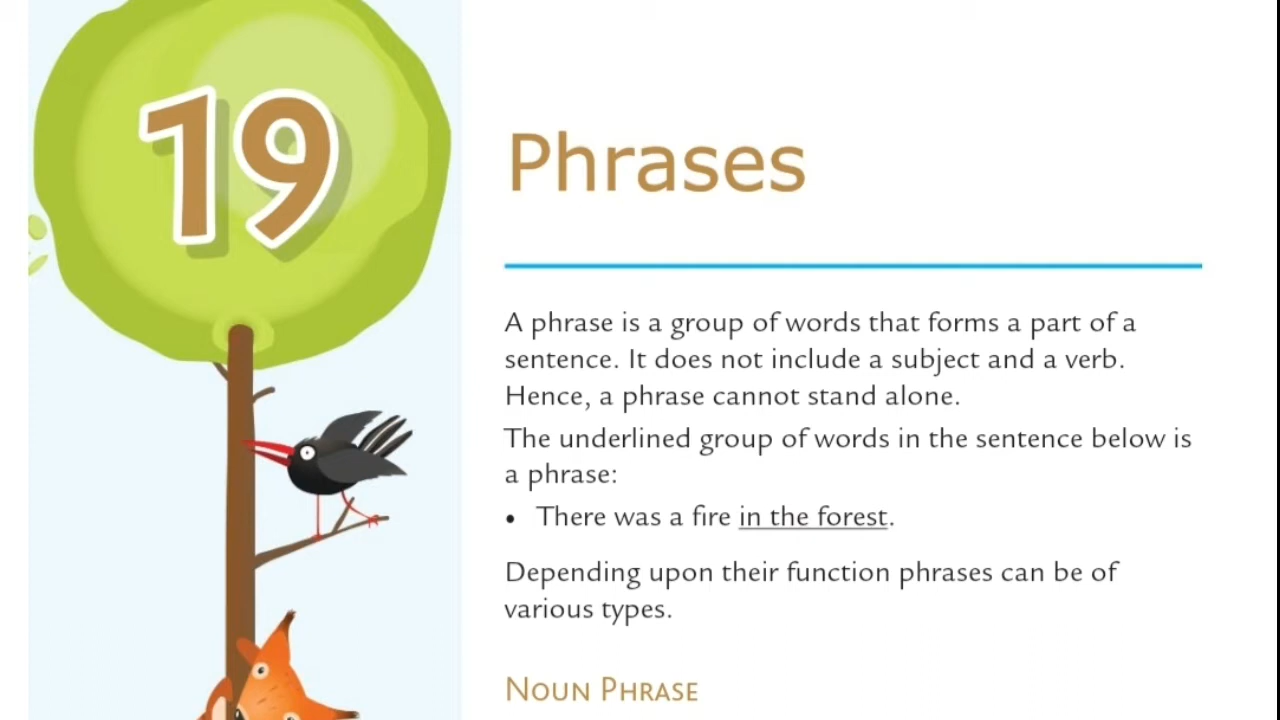 19
Phrases
A phrase is a group of words that forms a part of a
sentence. It does not include a subject and a verb.
Hence, a phrase cannot stand alone.
The underlined group of words in the sentence below is
a phrase:
• There was a fire in the forest.
Depending upon their function phrases can be of
various types.
NOUN PHRASE